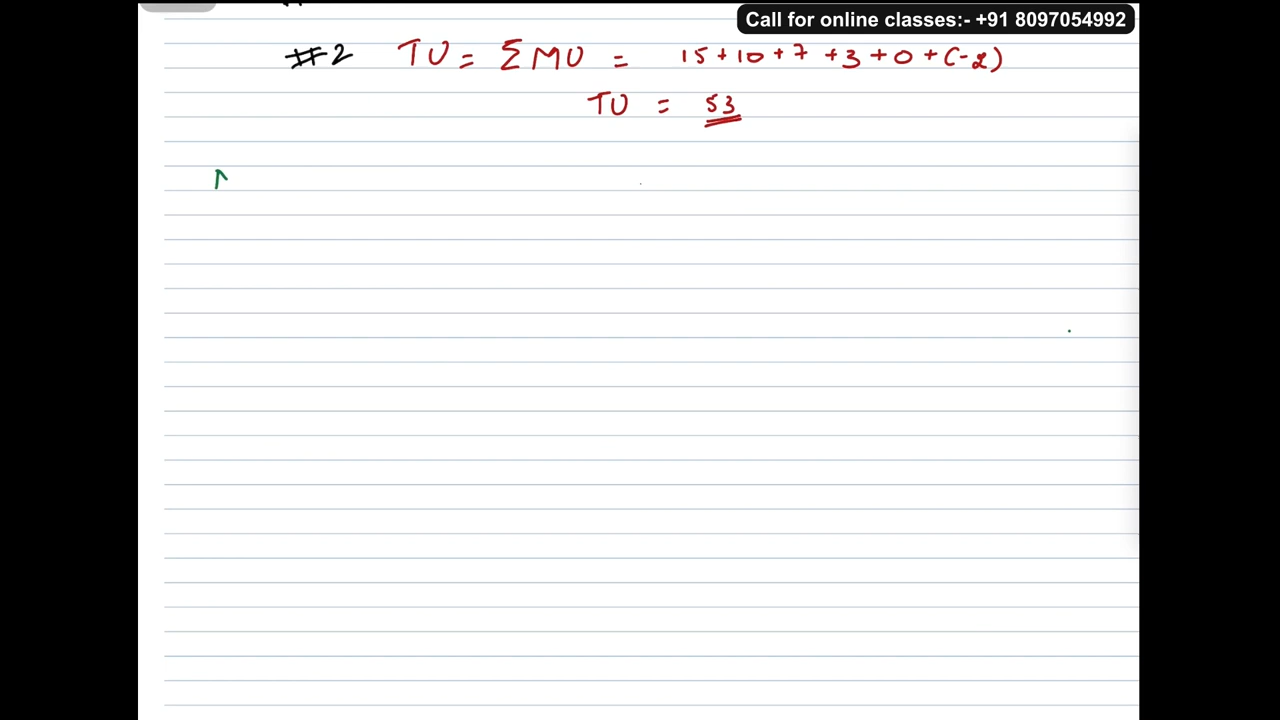 Call for online classes:- +91 8097054992
#2 TU = ΣMU = 15+10+7+3+0+(-2)
TU = 53